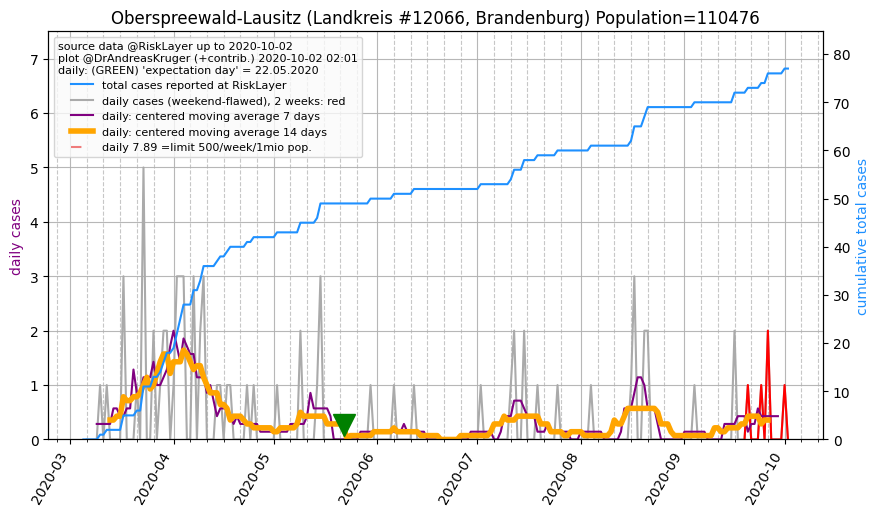 Oberspreewald-Lausitz (Landkreis #12066, Brandenburg) Population=110476
source data @RiskLayer up to 2020-10-02
plot @DrAndreasKruger (+contrib.) 2020-10-02 02:01
daily: (GREEN) 'expectation day' = 22.05.2020
total cases reported at RiskLayer
daily cases (weekend-flawed), 2 weeks: red
daily: centered moving average 7 days
daily: centered moving average 14 days
daily 7.89 =limit 500/week/1mio pop.
daily cases
7
6
5
4
3
2
1
0
cumulative total cases
80
70
60
50
40
30
20
10
0
2020-03
2020-04
2020-05
2020-06
2020-07
2020-08
2020-09
2020-10